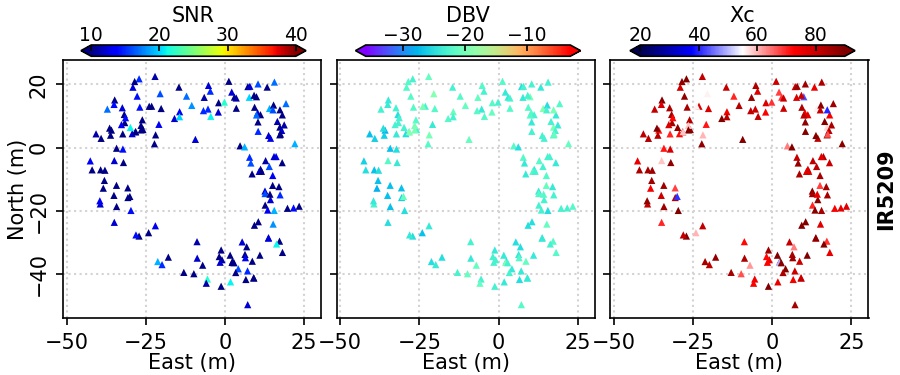 SNR DBV Xc
10 20 30 40 −30 −20 −10 20 40 60 80
20
0
−20
−40
North (m)
−50 −25 0 25 −50 −25 0 25 −50 −25 0 25
East (m) East (m) East (m)
IR5209